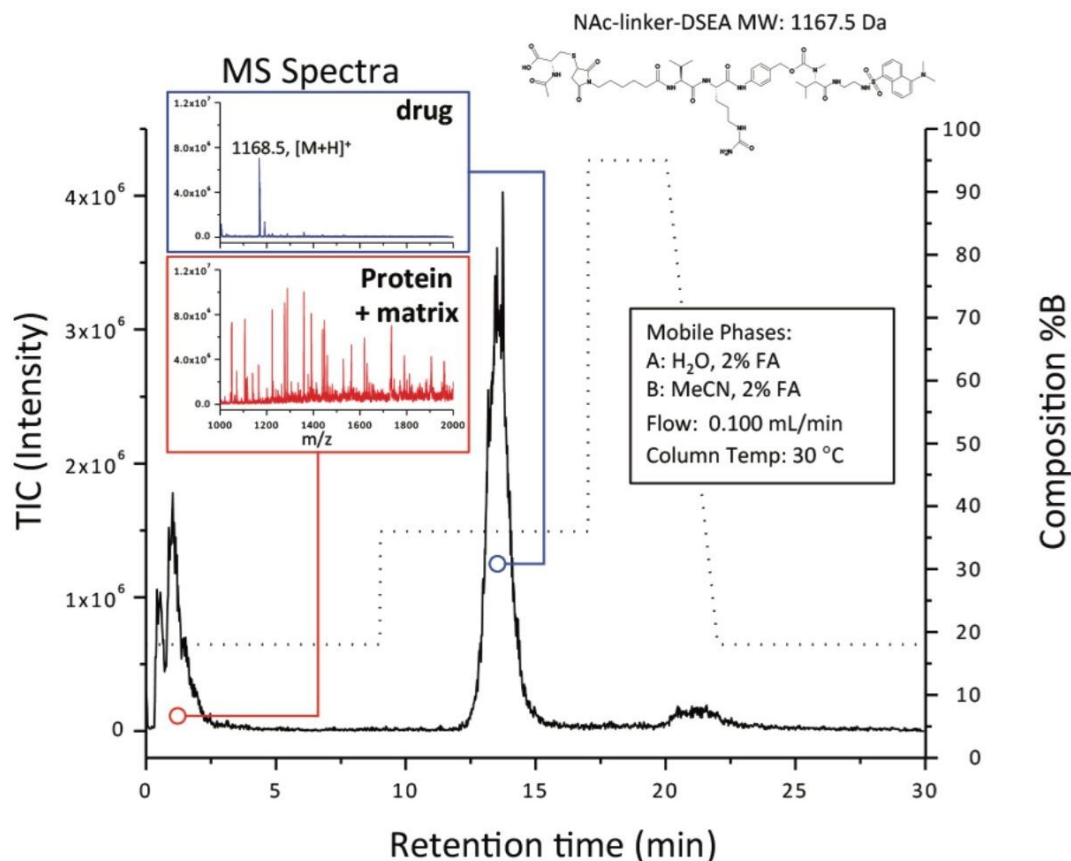 NAc-linker-DSEA MW: 1167.5 Da
MS Spectra
drug
1168.5, [M+H]⁺
1.2x10⁷
8.0x10⁶
4.0x10⁶
0.0
Protein
+ matrix
1.2x10⁷
8.0x10⁶
4.0x10⁶
0.0
1000 1200 1400 1600 1800 2000
m/z
Mobile Phases:
A: H₂O, 2% FA
B: MeCN, 2% FA
Flow: 0.100 mL/min
Column Temp: 30 °C
TIC (Intensity)
4x10⁶
3x10⁶
2x10⁶
1x10⁶
0
Composition %B
100
90
80
70
60
50
40
30
20
10
0
0 5 10 15 20 25 30
Retention time (min)